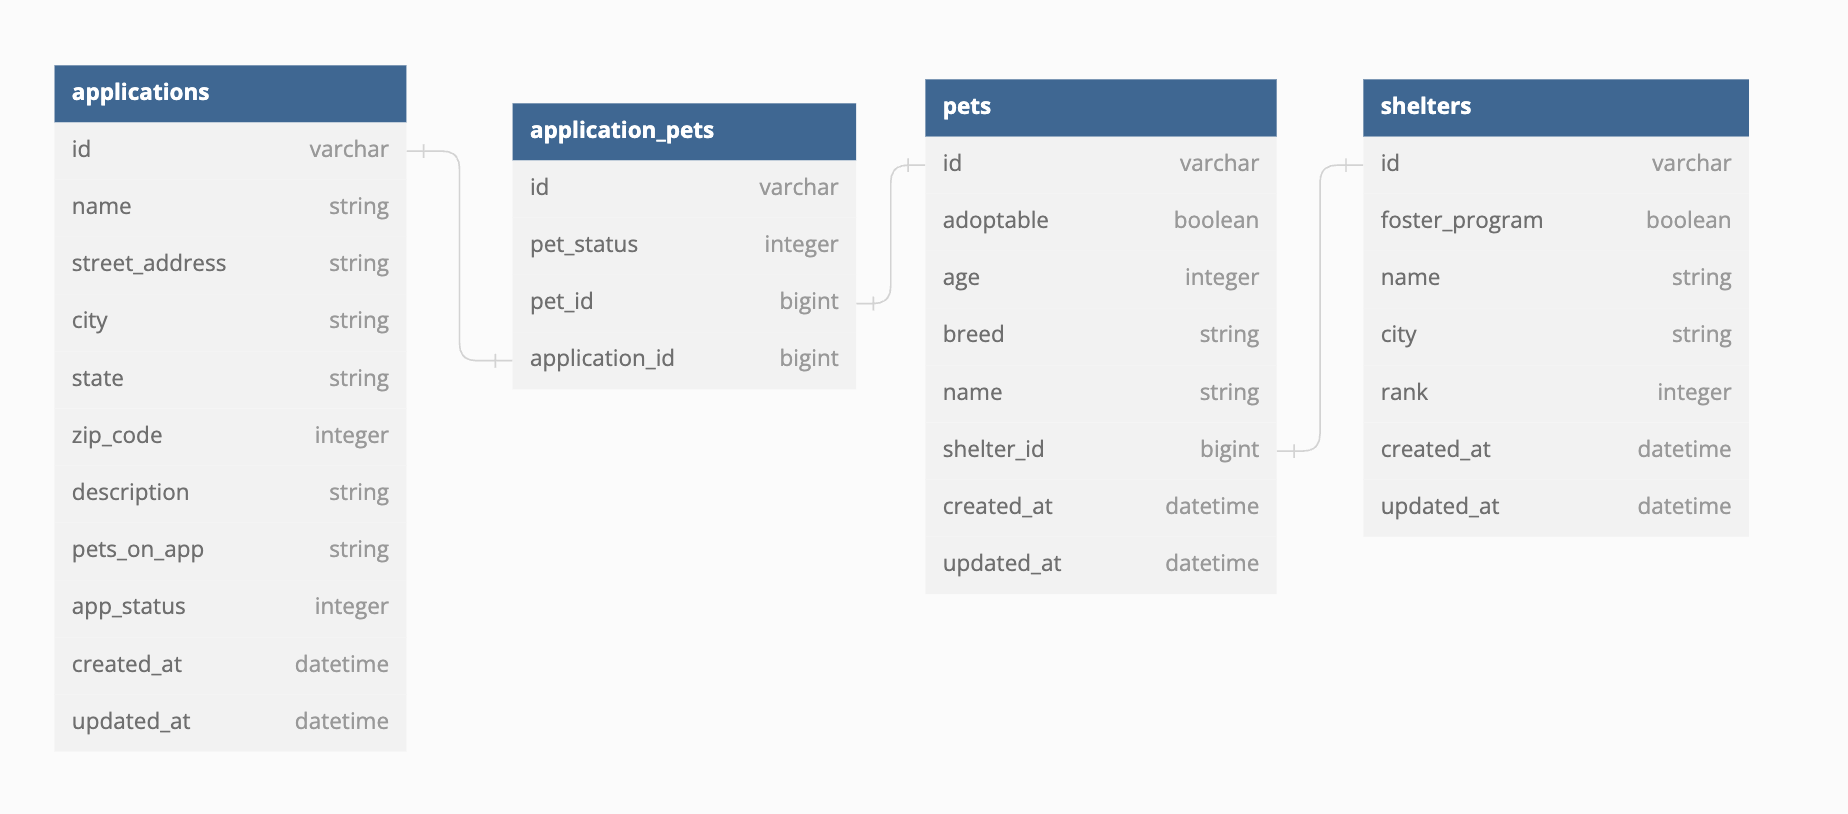 applications
id varchar
name string
street_address string
city string
state string
zip_code integer
description string
pets_on_app string
app_status integer
created_at datetime
updated_at datetime
application_pets
id varchar
pet_status integer
pet_id bigint
application_id bigint
pets
id varchar
adoptable boolean
age integer
breed string
name string
shelter_id bigint
created_at datetime
updated_at datetime
shelters
id varchar
foster_program boolean
name string
city string
rank integer
created_at datetime
updated_at datetime